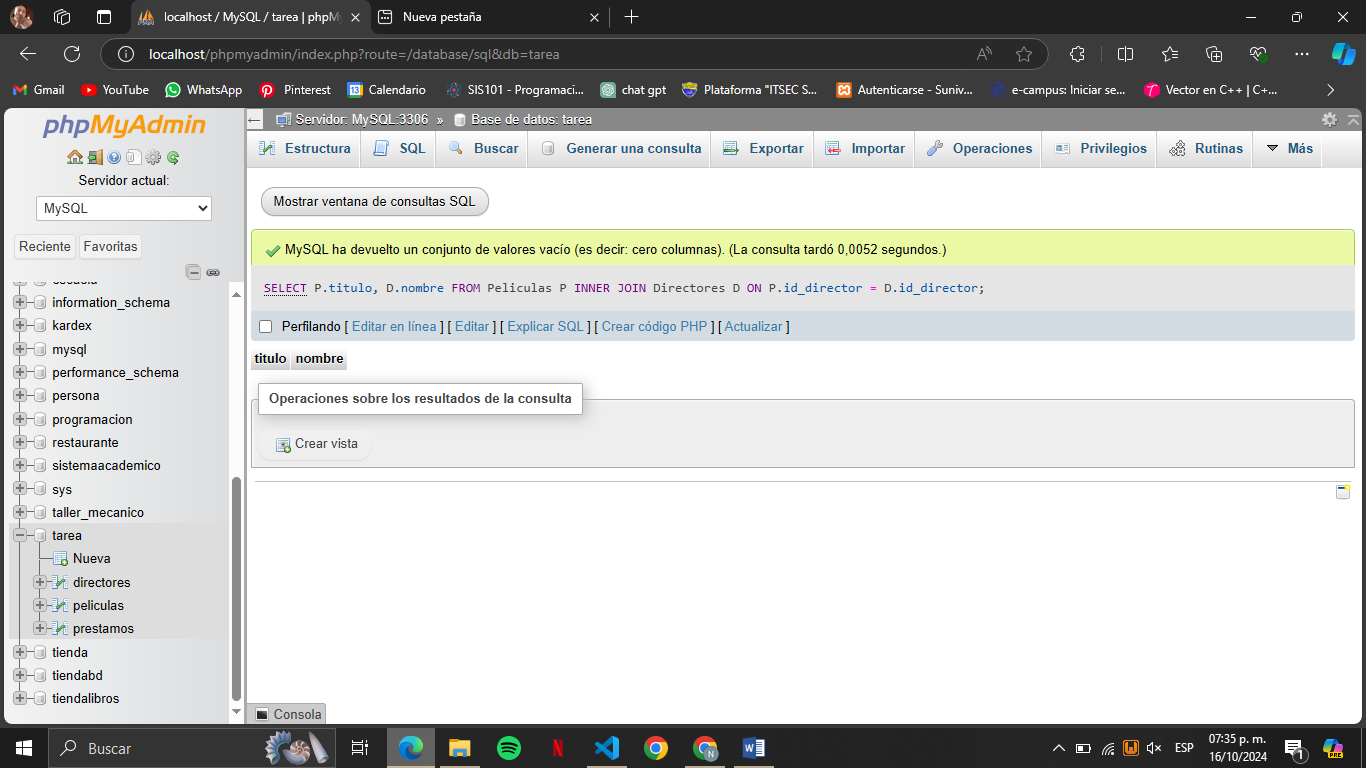 localhost / MySQL / tarea | phpMy
Nueva pestaña
localhost/phpmyadmin/index.php?route=/database/sql&db=tarea
Gmail
YouTube
WhatsApp
Pinterest
Calendario
SIS101 - Programaci...
chat gpt
Plataforma "ITSEC S...
Autenticarse - Suniv...
e-campus: Iniciar se...
Vector en C++ | C+...
phpMyAdmin
Servidor actual:
MySQL
Reciente
Favoritas
escuela
information_schema
kardex
mysql
performance_schema
persona
programacion
restaurante
sistemaacademico
sys
taller_mecanico
tarea
Nueva
directores
peliculas
prestamos
tienda
tiendabd
tiendalibros
Servidor: MySQL:3306 » Base de datos: tarea
Estructura
SQL
Buscar
Generar una consulta
Exportar
Importar
Operaciones
Privilegios
Rutinas
Más
Mostrar ventana de consultas SQL
MySQL ha devuelto un conjunto de valores vacío (es decir: cero columnas). (La consulta tardó 0,0052 segundos.)
SELECT P.titulo, D.nombre FROM Peliculas P INNER JOIN Directores D ON P.id_director = D.id_director;
Perfilando [ Editar en línea ] [ Editar ] [ Explicar SQL ] [ Crear código PHP ] [ Actualizar ]
titulo nombre
Operaciones sobre los resultados de la consulta
Crear vista
Consola
Buscar
ESP
07:35 p. m.
16/10/2024
1
PRE